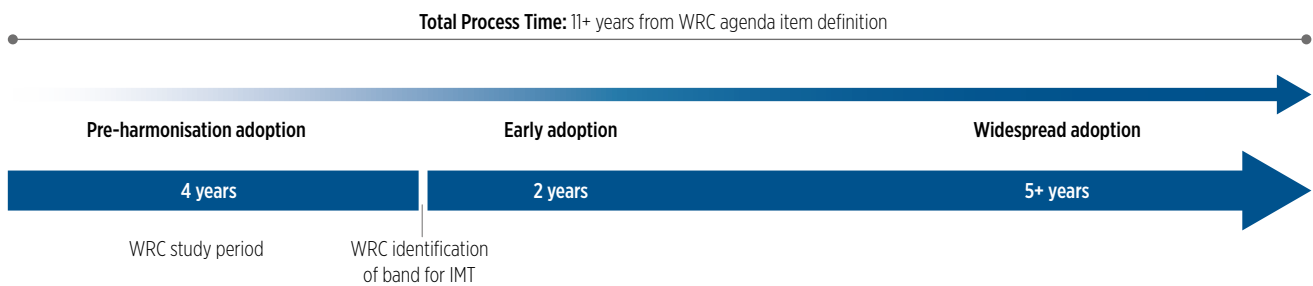 Total Process Time: 11+ years from WRC agenda item definition
Pre-harmonisation adoption
Early adoption
Widespread adoption
4 years
2 years
5+ years
WRC study period
WRC identification
of band for IMT